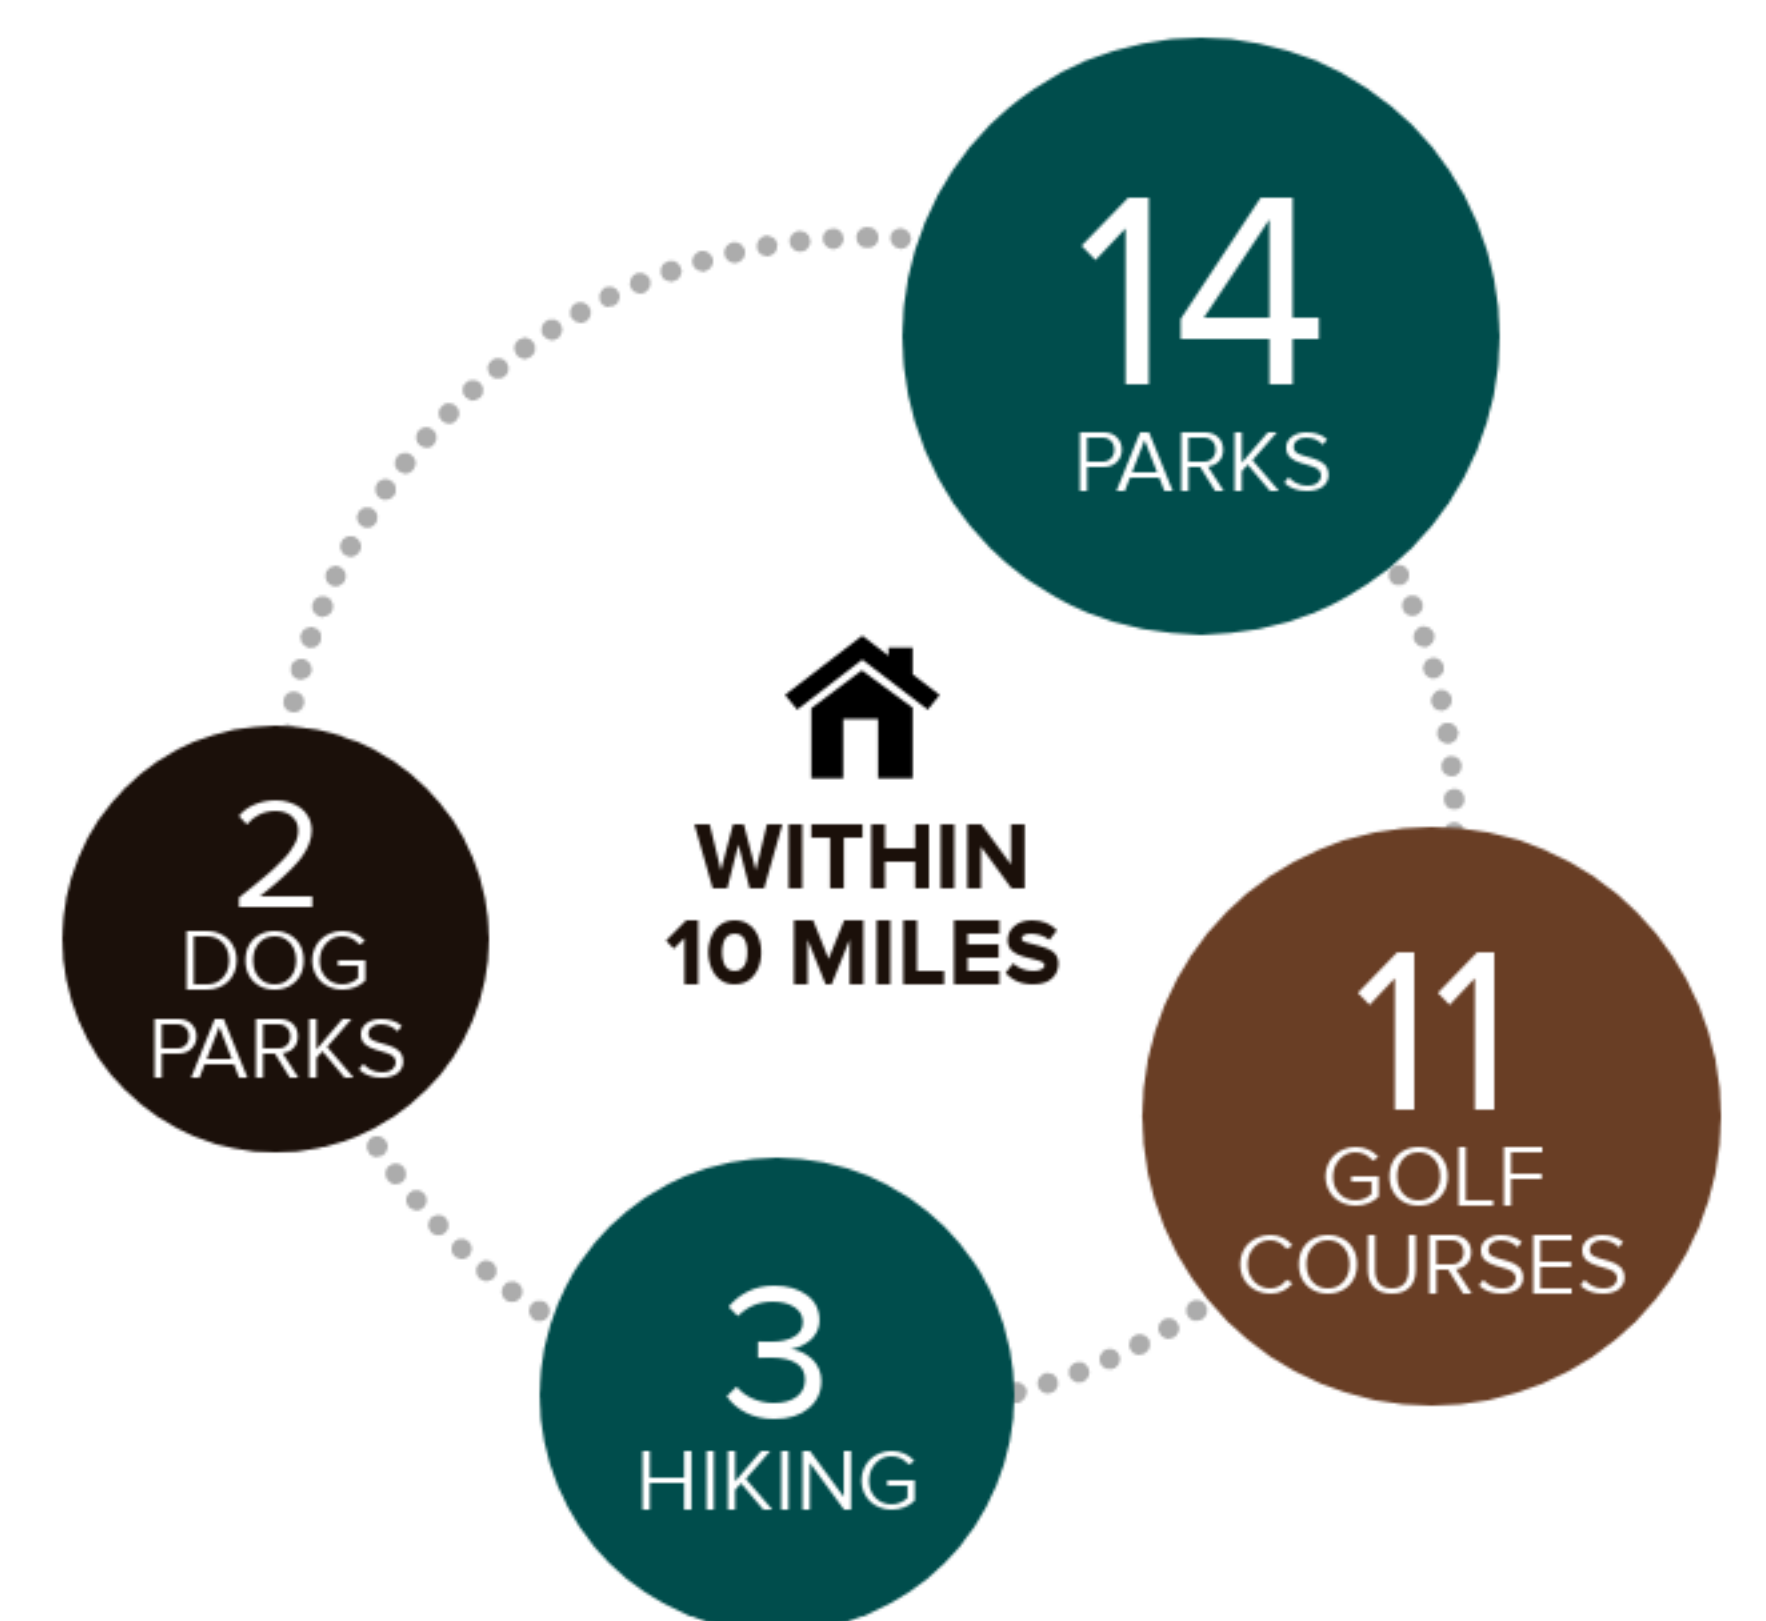 14
PARKS
WITHIN
10 MILES
2
DOG
PARKS
11
GOLF
COURSES
3
HIKING